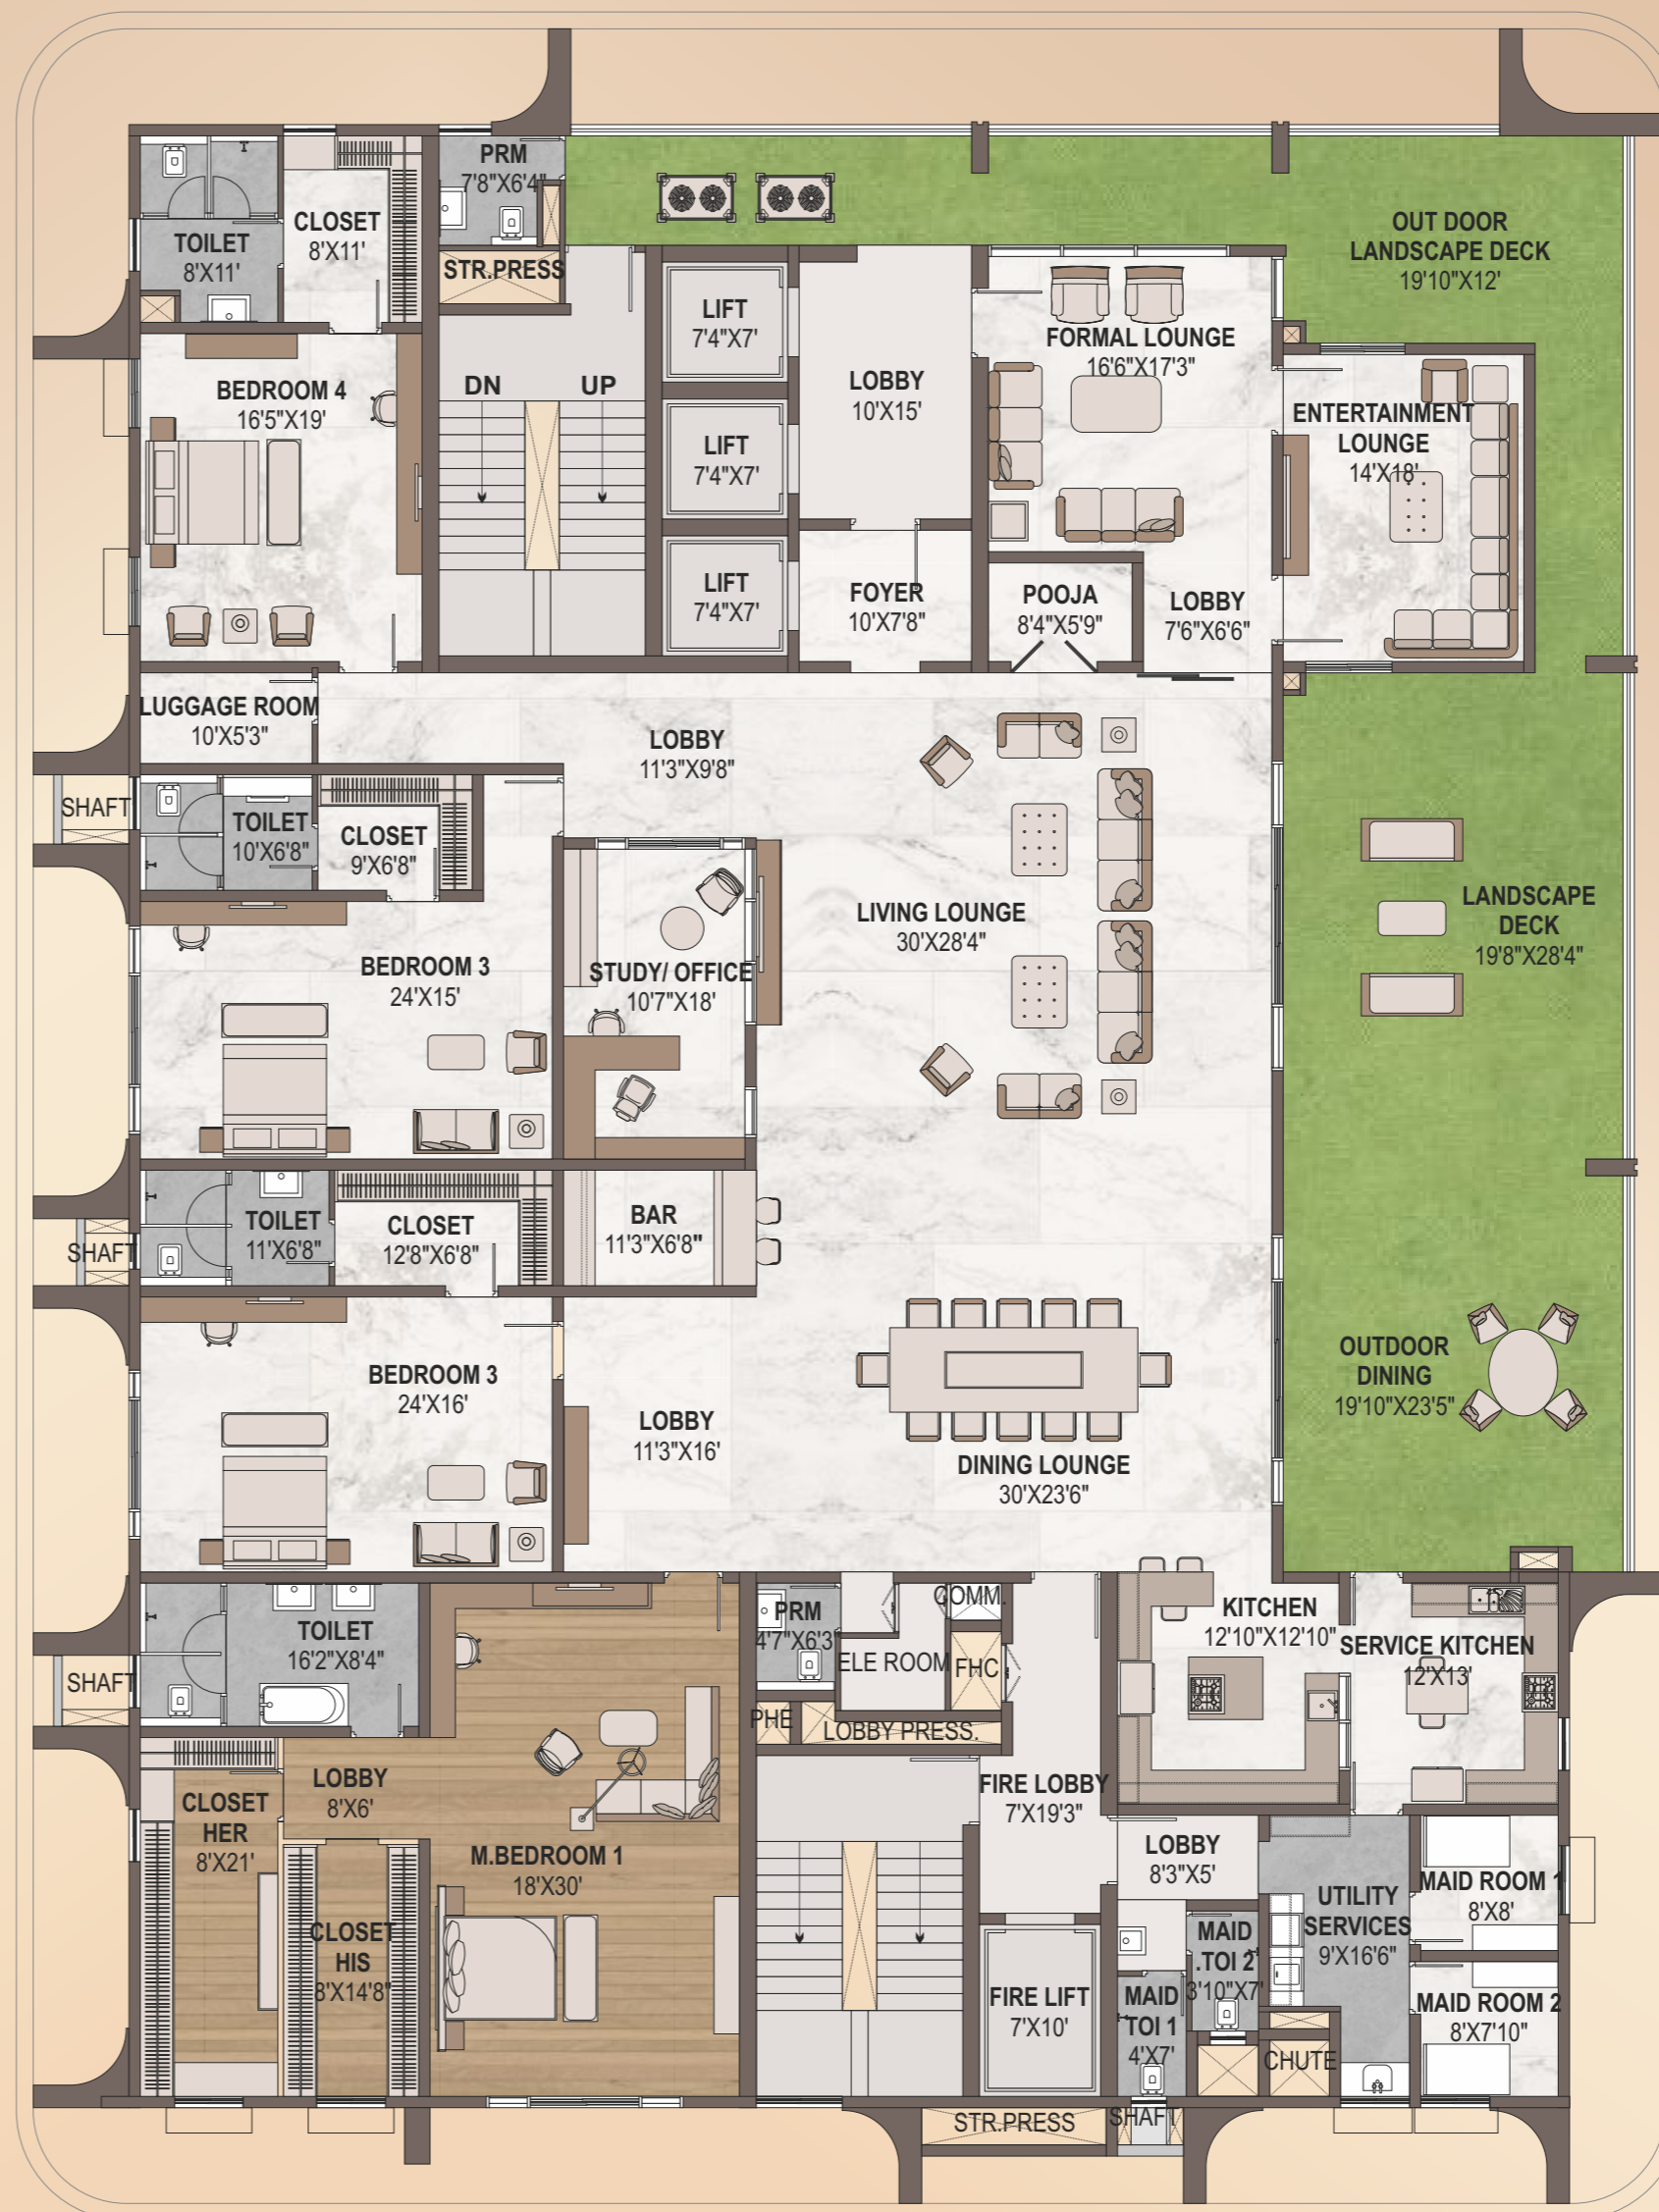 PRM
7'8"X6'4"
CLOSET
8'X11'
TOILET
8'X11'
OUT DOOR
LANDSCAPE DECK
19'10"X12'
STR.PRESS
LIFT
7'4"X7'
FORMAL LOUNGE
16'6"X17'3"
BEDROOM 4
16'5"X19'
DN
UP
LOBBY
10'X15'
ENTERTAINMENT
LOUNGE
14'X18'
LIFT
7'4"X7'
LIFT
7'4"X7'
FOYER
10'X7'8"
POOJA
8'4"X5'9"
LOBBY
7'6"X6'6"
LUGGAGE ROOM
10'X5'3"
LOBBY
11'3"X9'8"
SHAFT
TOILET
10'X6'8"
CLOSET
9'X6'8"
LIVING LOUNGE
30'X28'4"
LANDSCAPE
DECK
19'8"X28'4"
BEDROOM 3
24'X15'
STUDY/ OFFICE
10'7"X18'
TOILET
11'X6'8"
CLOSET
12'8"X6'8"
BAR
11'3"X6'8"
SHAFT
OUTDOOR
DINING
19'10"X23'5"
BEDROOM 3
24'X16'
LOBBY
11'3"X16'
DINING LOUNGE
30'X23'6"
TOILET
16'2"X8'4"
PRM
4'7"X6'3"
COMM.
KITCHEN
12'10"X12'10"
SERVICE KITCHEN
12'X13'
ELE ROOM
FHC
SHAFT
PHE
LOBBY PRESS.
LOBBY
8'X6'
CLOSET
HER
8'X21'
FIRE LOBBY
7'X19'3"
M.BEDROOM 1
18'X30'
LOBBY
8'3"X5'
MAID ROOM 1
8'X8'
UTILITY
SERVICES
9'X16'6"
CLOSET
HIS
8'X14'8"
MAID
.TOI 2
3'10"X7'
FIRE LIFT
7'X10'
MAID
TOI 1
4'X7'
MAID ROOM 2
8'X7'10"
CHUTE
STR.PRESS
SHAFT